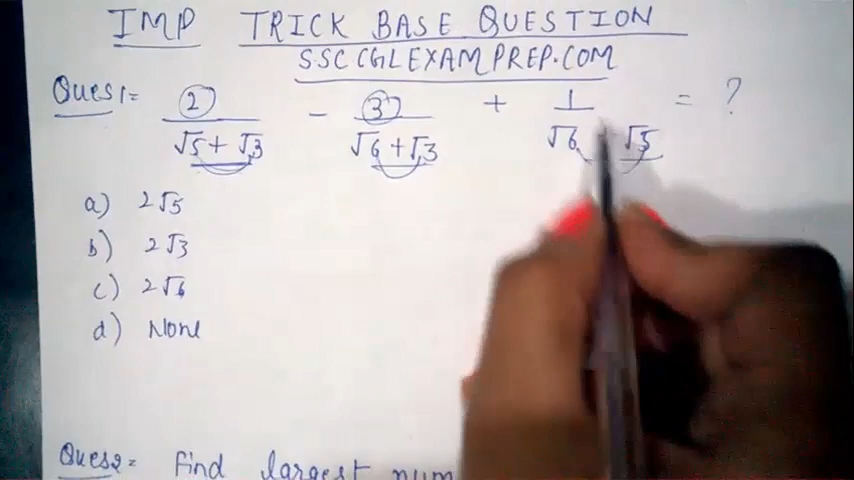 IMP TRICK BASE QUESTION
SSCCGLEXAMPREP.COM
Ques1= 2/(√5+√3) - 3/(√6+√3) + 1/(√6 √5) = ?
a) 2√5
b) 2√3
c) 2√6
d) None
Ques2= Find largest num